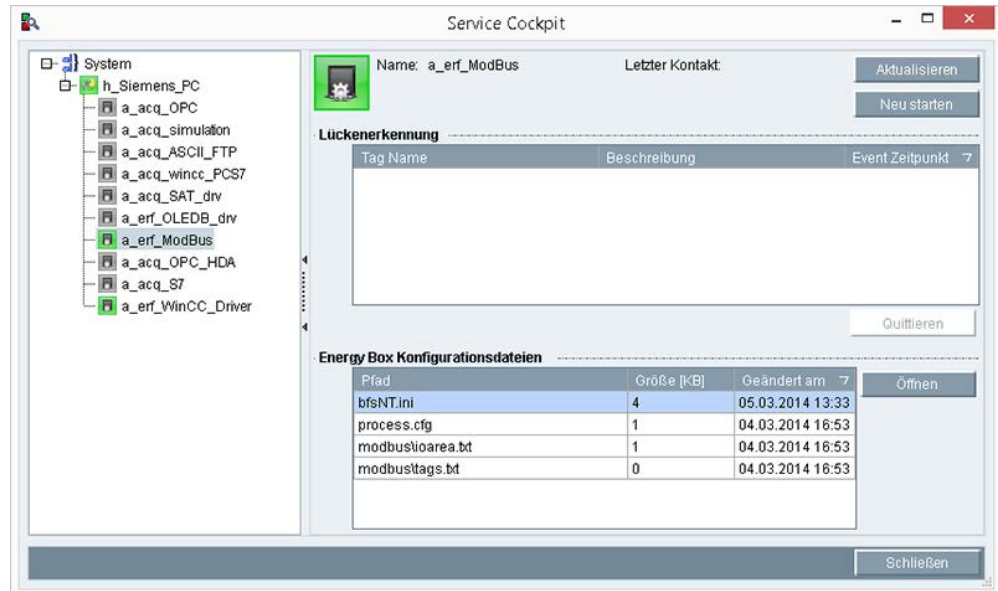 Service Cockpit
System
h_Siemens_PC
a_acq_OPC
a_acq_simulation
a_acq_ASCII_FTP
a_acq_wincc_PCS7
a_acq_SAT_drv
a_erf_OLEDB_drv
a_erf_ModBus
a_acq_OPC_HDA
a_acq_S7
a_erf_WinCC_Driver
Name: a_erf_ModBus Letzter Kontakt:
Aktualisieren
Neu starten
Lückenerkennung
Tag Name Beschreibung Event Zeitpunkt
Quittieren
Energy Box Konfigurationsdateien
Pfad Größe [KB] Geändert am
Öffnen
bfsNT.ini 4 05.03.2014 13:33
process.cfg 1 04.03.2014 16:53
modbus\ioarea.txt 1 04.03.2014 16:53
modbus\tags.txt 0 04.03.2014 16:53
Schließen